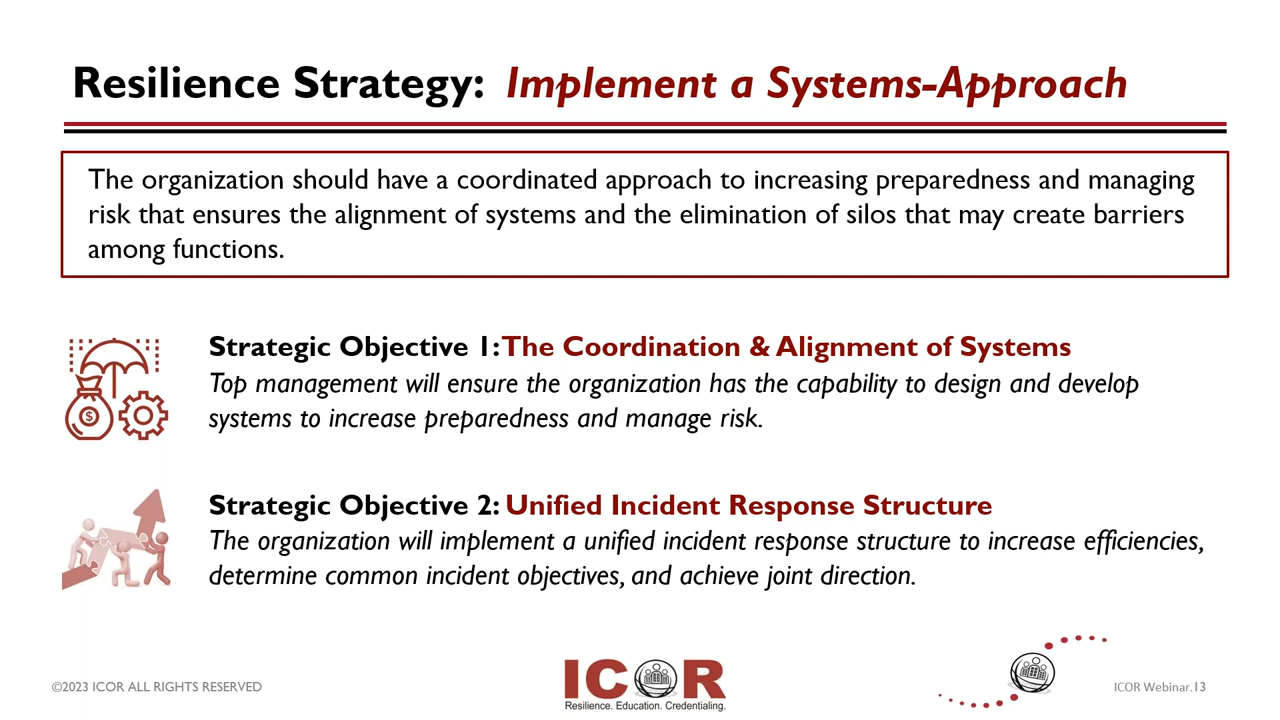 Resilience Strategy: Implement a Systems-Approach
The organization should have a coordinated approach to increasing preparedness and managing
risk that ensures the alignment of systems and the elimination of silos that may create barriers
among functions.
Strategic Objective 1: The Coordination & Alignment of Systems
Top management will ensure the organization has the capability to design and develop
systems to increase preparedness and manage risk.
$
Strategic Objective 2: Unified Incident Response Structure
The organization will implement a unified incident response structure to increase efficiencies,
determine common incident objectives, and achieve joint direction.
©2023 ICOR ALL RIGHTS RESERVED
ICOR
Resilience. Education. Credentialing.
ICOR Webinar.13